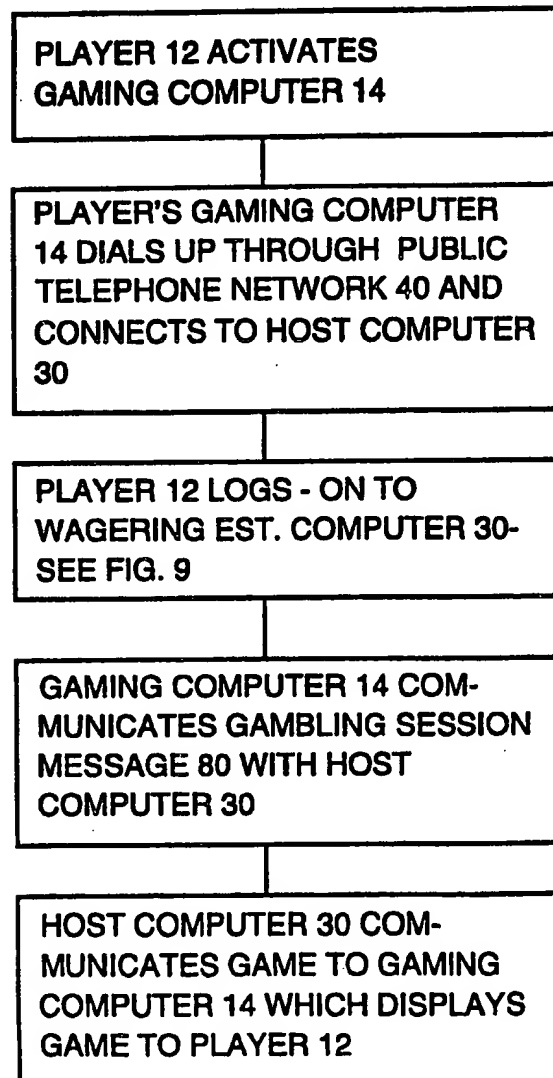 PLAYER 12 ACTIVATES
GAMING COMPUTER 14
PLAYER'S GAMING COMPUTER
14 DIALS UP THROUGH PUBLIC
TELEPHONE NETWORK 40 AND
CONNECTS TO HOST COMPUTER
30
PLAYER 12 LOGS - ON TO
WAGERING EST. COMPUTER 30-
SEE FIG. 9
GAMING COMPUTER 14 COM-
MUNICATES GAMBLING SESSION
MESSAGE 80 WITH HOST
COMPUTER 30
HOST COMPUTER 30 COM-
MUNICATES GAME TO GAMING
COMPUTER 14 WHICH DISPLAYS
GAME TO PLAYER 12